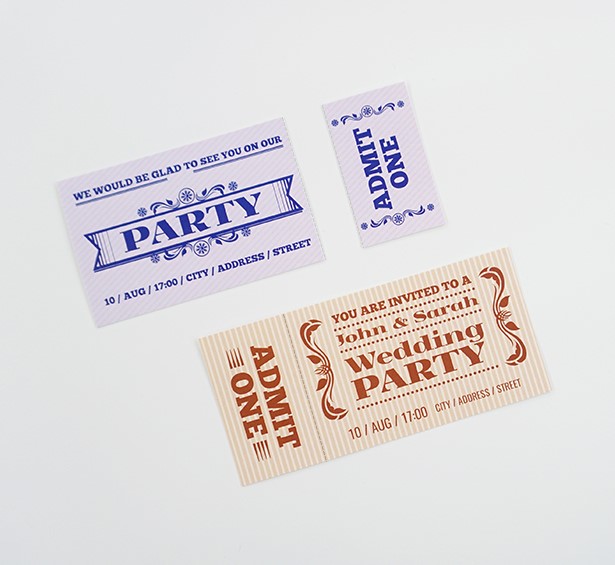 WE WOULD BE GLAD TO SEE YOU ON OUR
PARTY
10 / AUG / 17:00 / CITY / ADDRESS / STREET
ADMIT
ONE
ADMIT
ONE
YOU ARE INVITED TO A
John & Sarah
Wedding
PARTY
10 / AUG / 17:00 CITY / ADDRESS / STREET